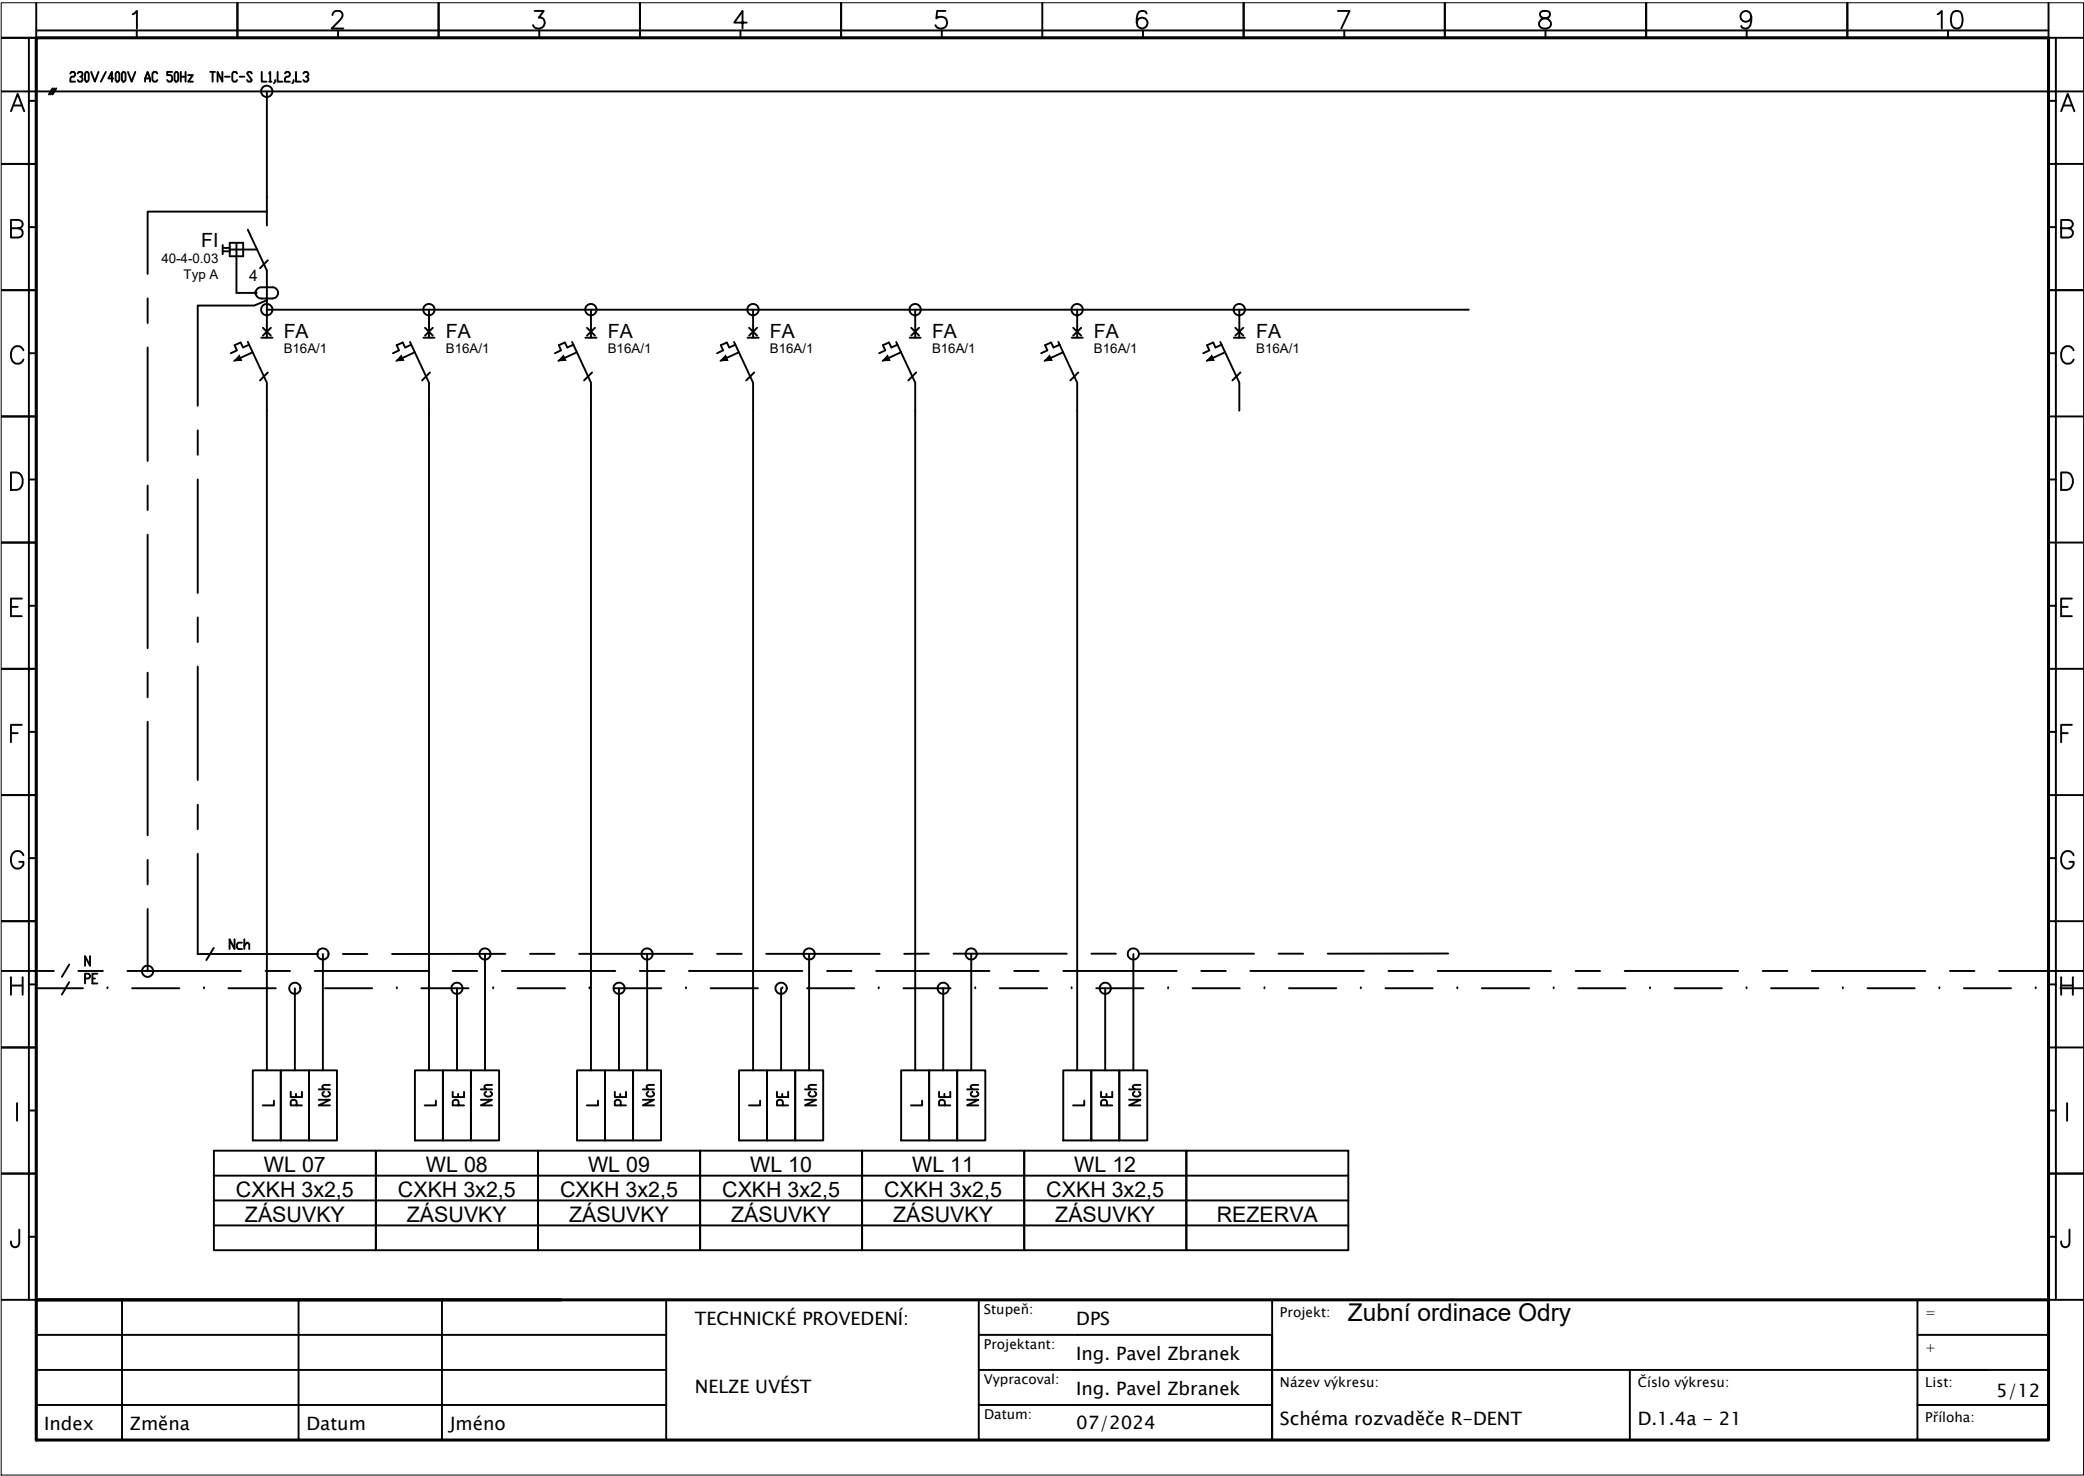 1 2 3 4 5 6 7 8 9 10
230V/400V AC 50Hz TN-C-S L1,L2,L3
A A
B B
FI
40-4-0.03
Typ A 4
FA FA FA FA FA FA FA
B16A/1 B16A/1 B16A/1 B16A/1 B16A/1 B16A/1 B16A/1
C C
D D
E E
F F
G G
Nch
N
PE
H H
L PE Nch L PE Nch L PE Nch L PE Nch L PE Nch L PE Nch
I I
WL 07 WL 08 WL 09 WL 10 WL 11 WL 12
CXKH 3x2,5 CXKH 3x2,5 CXKH 3x2,5 CXKH 3x2,5 CXKH 3x2,5 CXKH 3x2,5
ZÁSUVKY ZÁSUVKY ZÁSUVKY ZÁSUVKY ZÁSUVKY ZÁSUVKY REZERVA
J J
TECHNICKÉ PROVEDENÍ:
NELZE UVÉST
Index Změna Datum Jméno
Stupeň: DPS
Projektant: Ing. Pavel Zbranek
Vypracoval: Ing. Pavel Zbranek
Datum: 07/2024
Projekt: Zubní ordinace Odry
Název výkresu:
Schéma rozvaděče R-DENT
Číslo výkresu:
D.1.4a - 21
=
+
List: 5/12
Příloha: